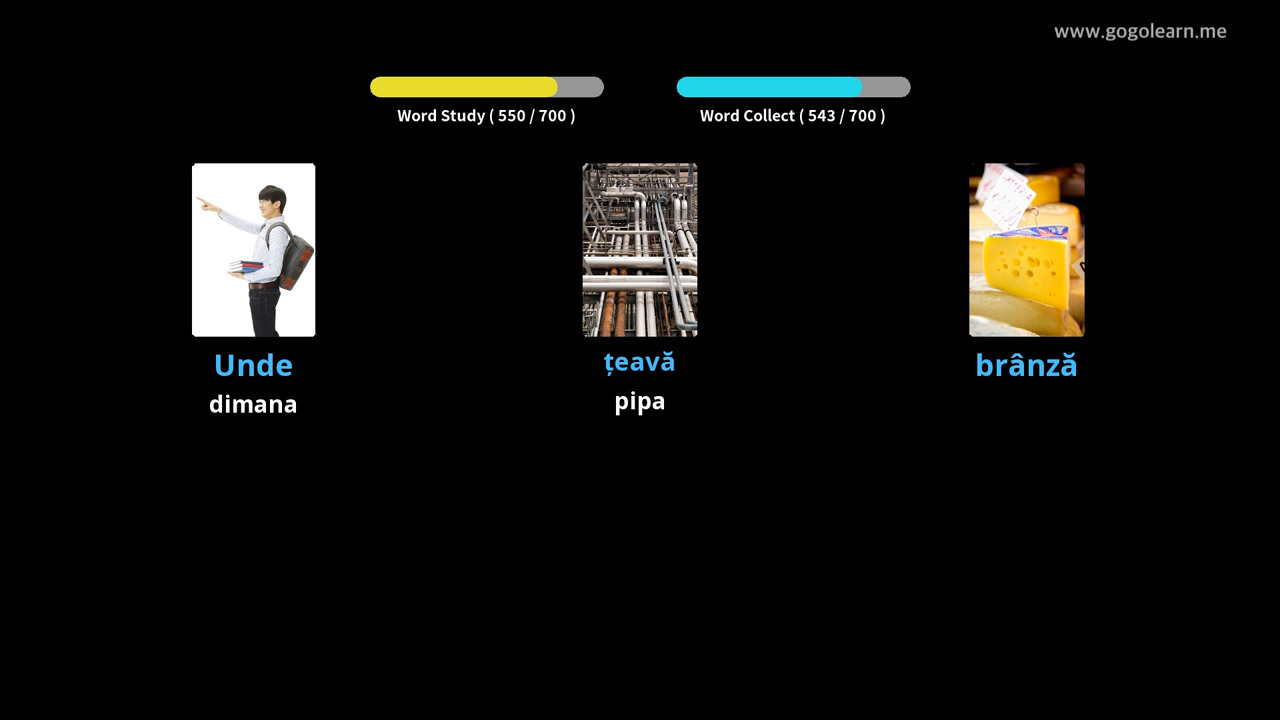 www.gogolearn.me
Word Study ( 550 / 700 )
Word Collect ( 543 / 700 )
Unde
țeavă
brânză
dimana
pipa